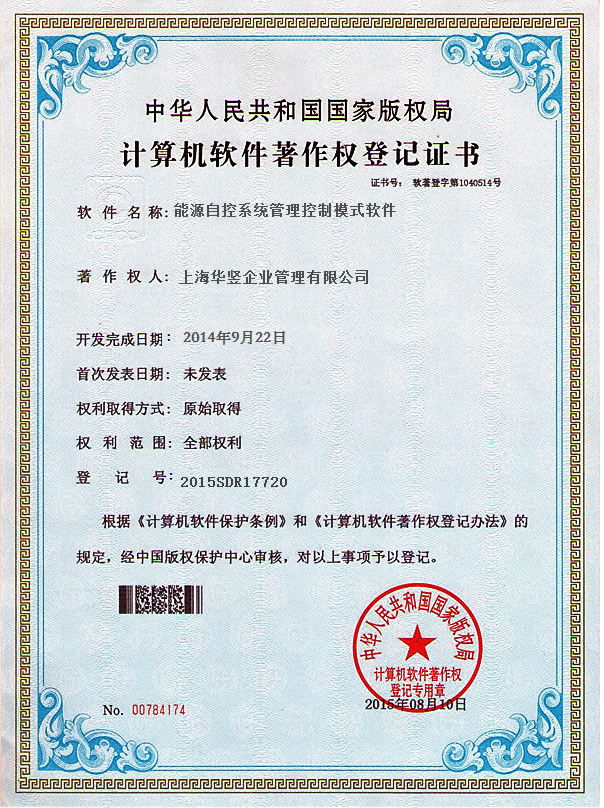 中华人民共和国国家版权局
计算机软件著作权登记证书
证书号： 软著登字第1040514号
软件名称: 能源自控系统管理控制模式软件
著作权人: 上海华竖企业管理有限公司
开发完成日期： 2014年9月22日
首次发表日期： 未发表
权利取得方式： 原始取得
权利范围： 全部权利
登记号： 2015SDR17720
根据《计算机软件保护条例》和《计算机软件著作权登记办法》的
规定，经中国版权保护中心审核，对以上事项予以登记。
中华人民共和国国家版权局
计算机软件著作权
登记专用章
2015年08月10日
No. 00784174